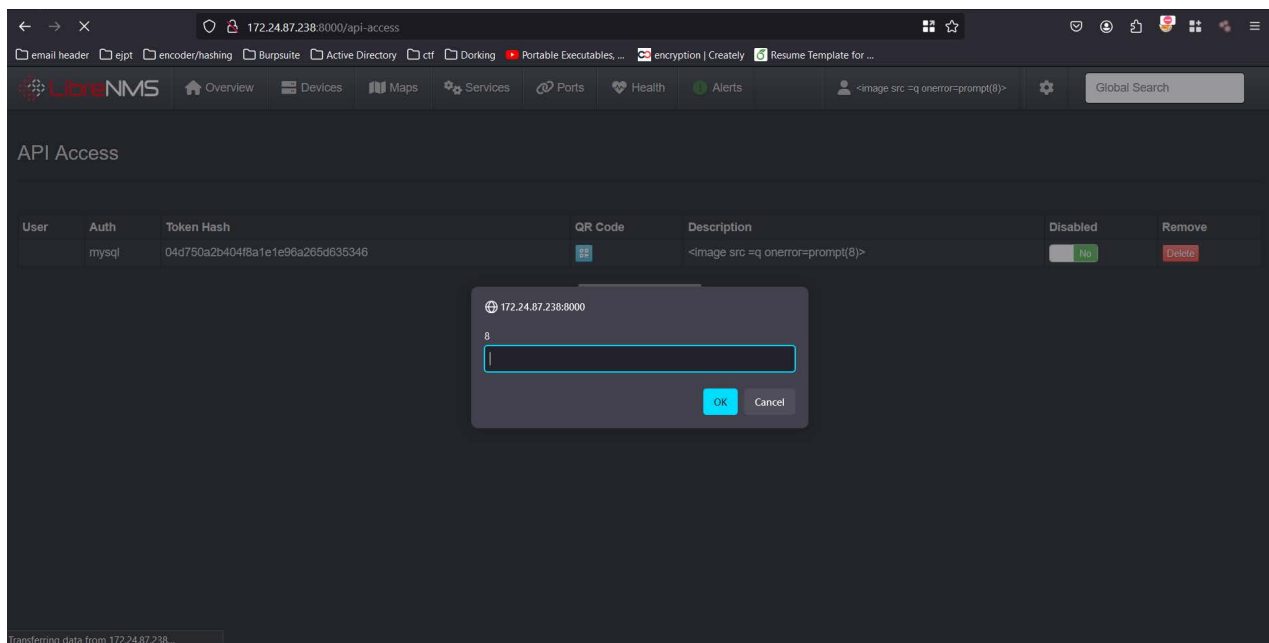 172.24.87.238:8000/api-access
email header ejpt encoder/hashing Burpsuite Active Directory ctf Dorking Portable Executables, ... encryption | Creately Resume Template for ...
LibreNMS Overview Devices Maps Services Ports Health Alerts <image src =q onerror=prompt(8)> Global Search
API Access
User Auth Token Hash QR Code Description Disabled Remove
mysql 04d750a2b404f8a1e1e96a265d635346 <image src =q onerror=prompt(8)> No Delete
172.24.87.238:8000
8
OK Cancel
Transferring data from 172.24.87.238...